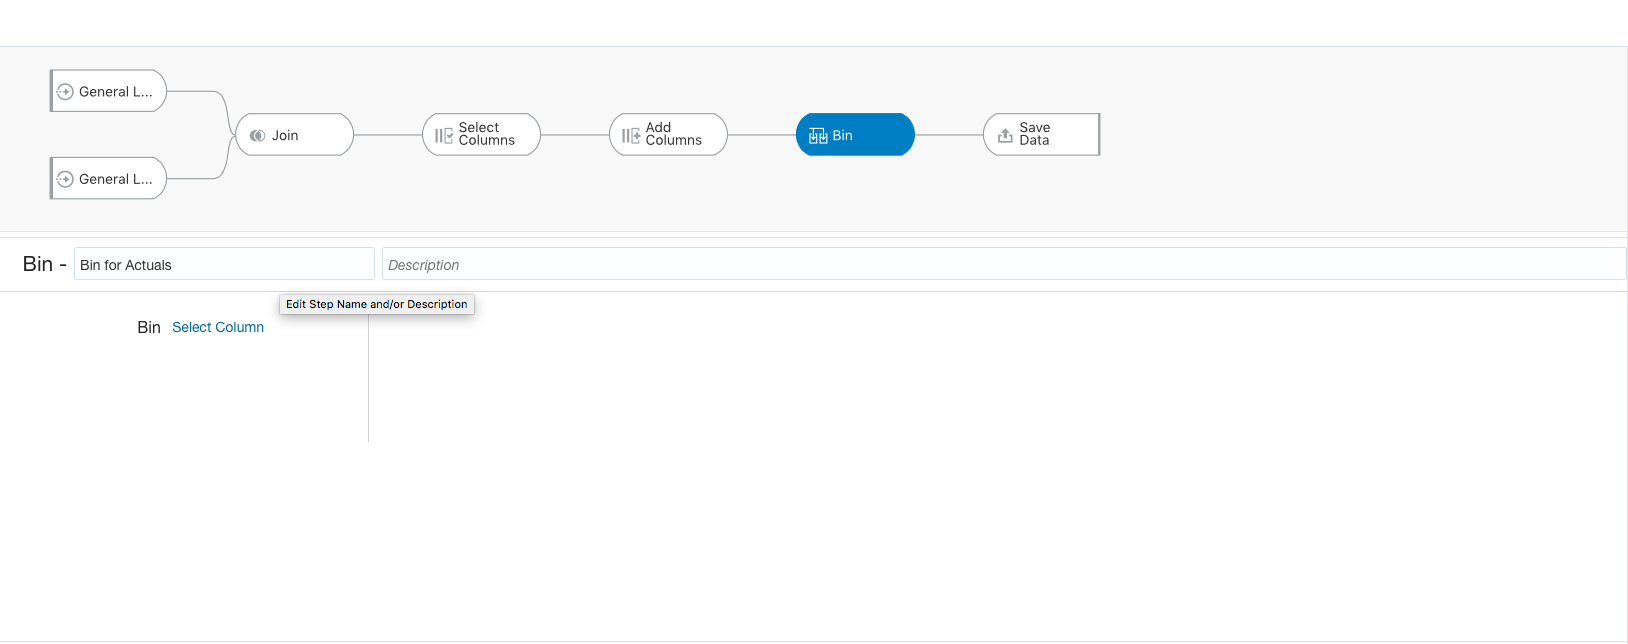 General L...
General L...
Join
Select
Columns
Add
Columns
Bin
Save
Data
Bin -
Bin for Actuals
Description
Edit Step Name and/or Description
Bin
Select Column